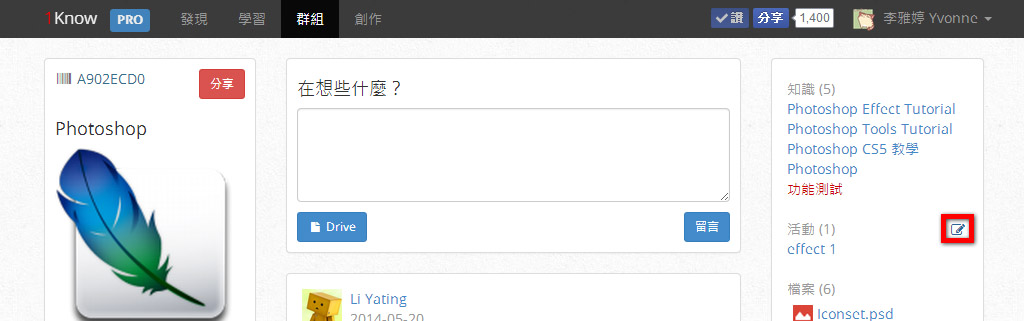 1Know PRO 發現 學習 群組 創作 讚 分享 1,400 李雅婷 Yvonne
A902ECD0 分享
Photoshop
在想些什麼？
Drive 留言
Li Yating
2014-05-20
知識 (5)
Photoshop Effect Tutorial
Photoshop Tools Tutorial
Photoshop CS5 教學
Photoshop
功能測試
活動 (1)
effect 1
檔案 (6)
Iconset.psd